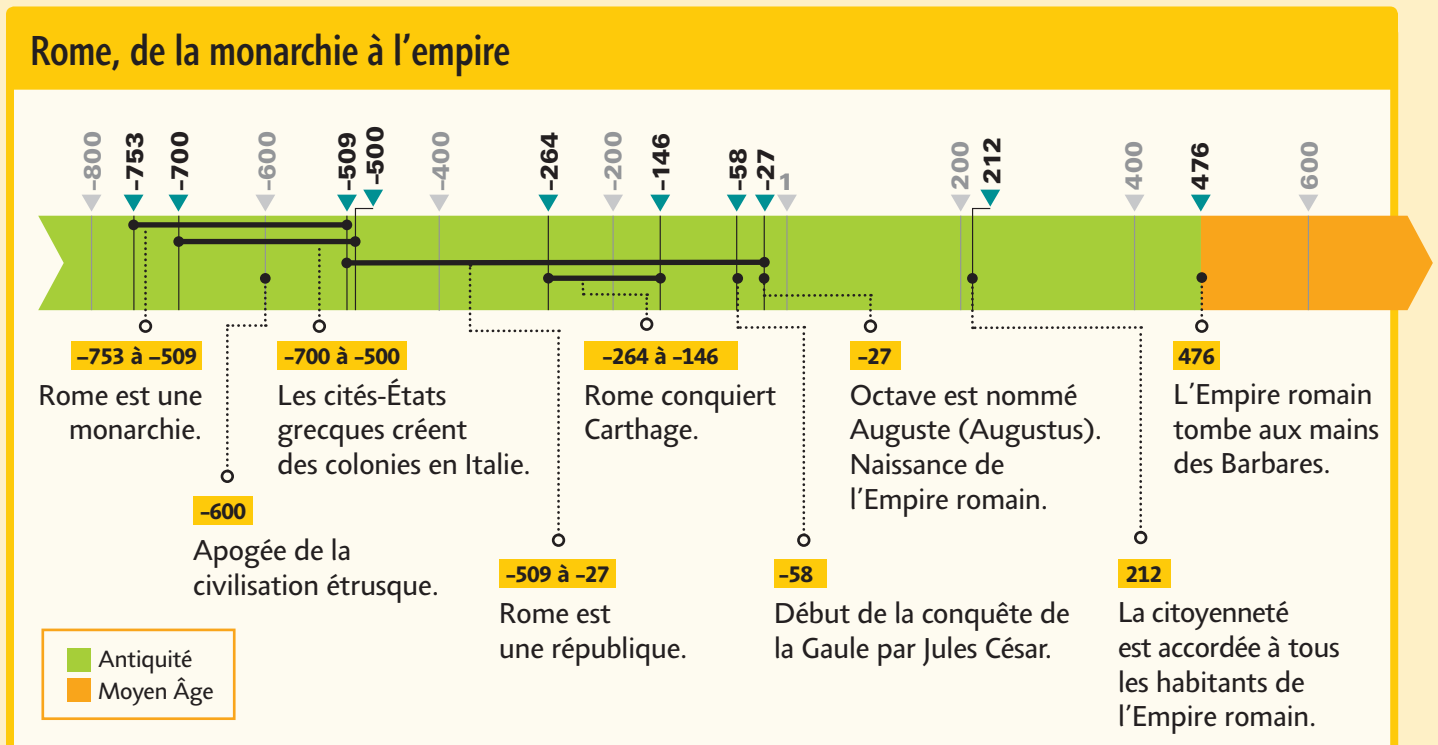 Rome, de la monarchie à l'empire
–800
–753
–700
–600
–509
–500
–400
–264
–200
–146
–58
–27
1
200
212
400
476
600
–753 à –509
Rome est une
monarchie.
–600
Apogée de la
civilisation étrusque.
–700 à –500
Les cités-États
grecques créent
des colonies en Italie.
–509 à –27
Rome est
une république.
–264 à –146
Rome conquiert
Carthage.
–58
Début de la conquête de
la Gaule par Jules César.
–27
Octave est nommé
Auguste (Augustus).
Naissance de
l'Empire romain.
212
La citoyenneté
est accordée à tous
les habitants de
l'Empire romain.
476
L'Empire romain
tombe aux mains
des Barbares.
Antiquité
Moyen Âge